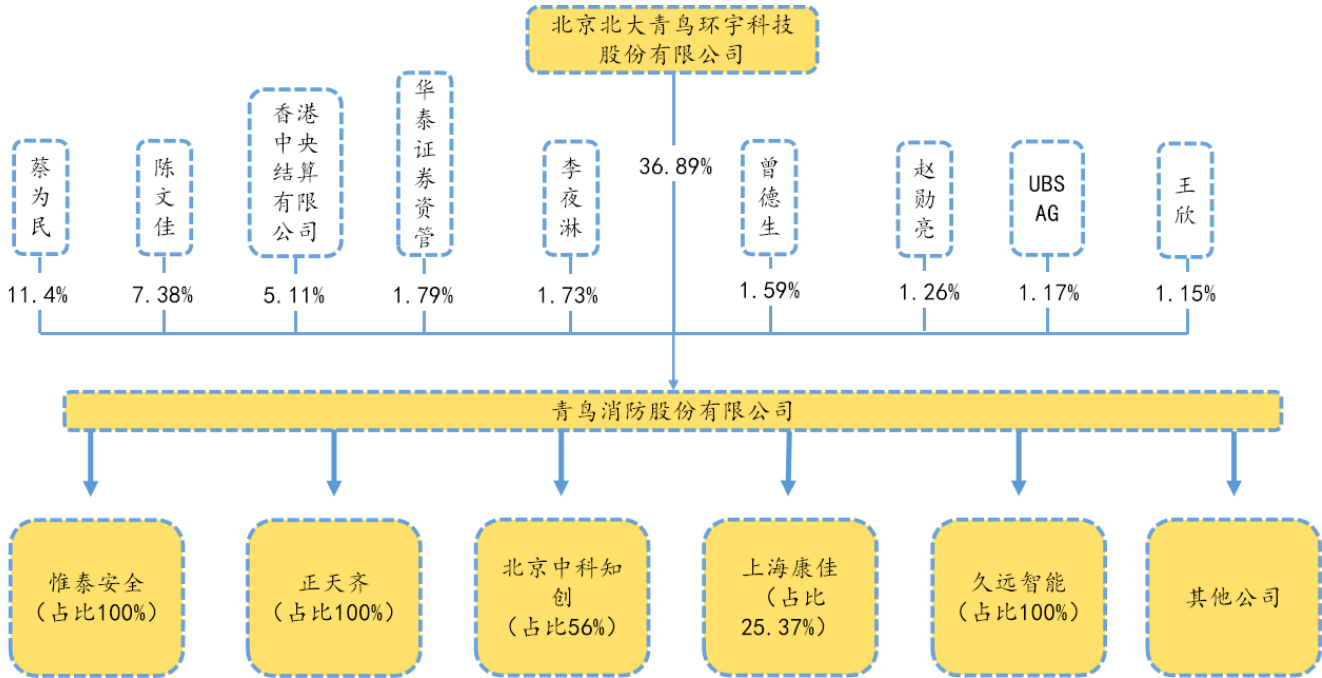 北京北大青鸟环宇科技
股份有限公司
蔡为民
陈文佳
香港
中央
结算
有限
公司
华泰证券资管
李夜淋
36.89%
曾德生
赵勋亮
UBS
AG
王欣
11.4%
7.38%
5.11%
1.79%
1.73%
1.59%
1.26%
1.17%
1.15%
青鸟消防股份有限公司
惟泰安全
（占比100%）
正天齐
（占比100%）
北京中科知
创
（占比56%）
上海康佳
（占比
25.37%）
久远智能
（占比100%）
其他公司